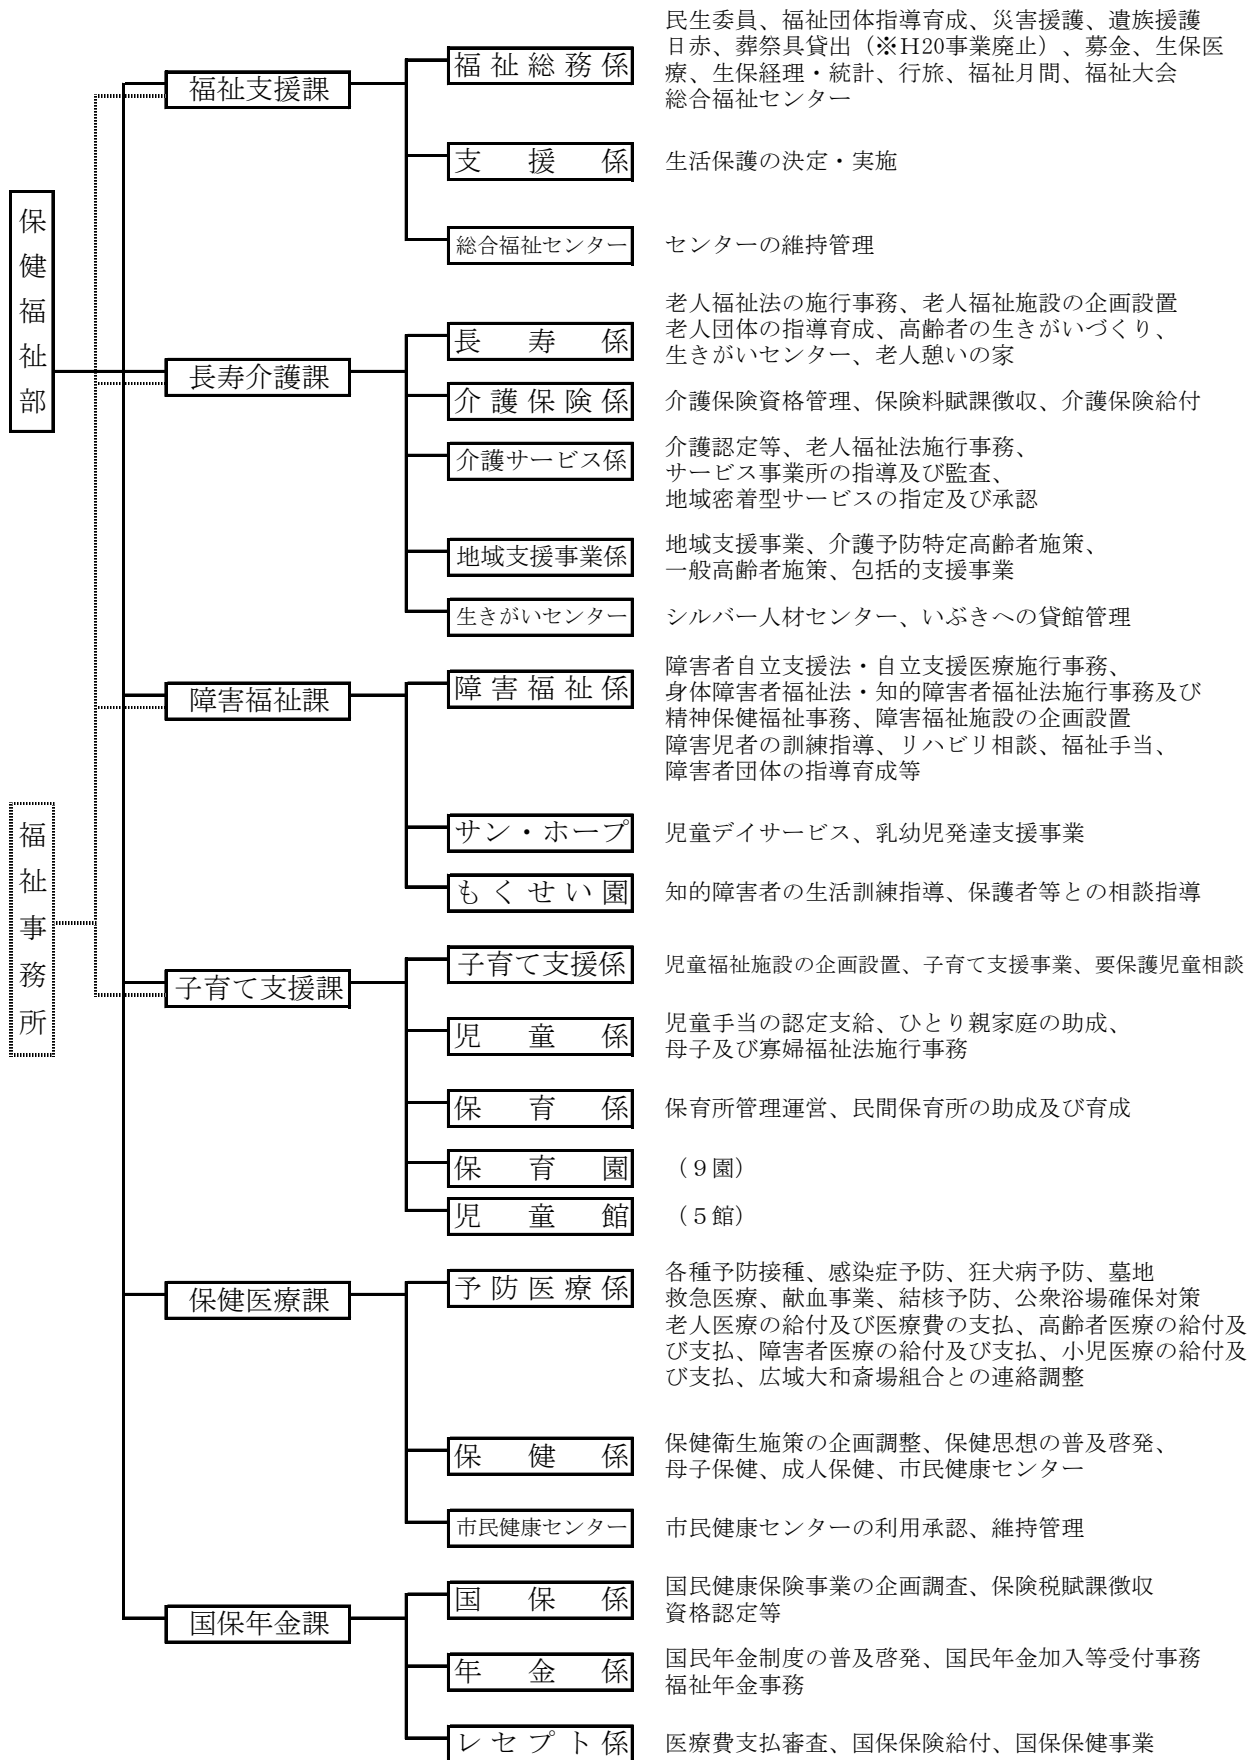 保健福祉部
福祉事務所
福祉支援課
福祉総務係
民生委員、福祉団体指導育成、災害援護、遺族援護
日赤、葬祭具貸出（※H20事業廃止）、募金、生保医
療、生保経理・統計、行旅、福祉月間、福祉大会
総合福祉センター
支援係
生活保護の決定・実施
総合福祉センター
センターの維持管理
長寿介護課
長寿係
老人福祉法の施行事務、老人福祉施設の企画設置
老人団体の指導育成、高齢者の生きがいづくり、
生きがいセンター、老人憩いの家
介護保険係
介護保険資格管理、保険料賦課徴収、介護保険給付
介護サービス係
介護認定等、老人福祉法施行事務、
サービス事業所の指導及び監査、
地域密着型サービスの指定及び承認
地域支援事業係
地域支援事業、介護予防特定高齢者施策、
一般高齢者施策、包括的支援事業
生きがいセンター
シルバー人材センター、いぶきへの貸館管理
障害福祉課
障害福祉係
障害者自立支援法・自立支援医療施行事務、
身体障害者福祉法・知的障害者福祉法施行事務及び
精神保健福祉事務、障害福祉施設の企画設置
障害児者の訓練指導、リハビリ相談、福祉手当、
障害者団体の指導育成等
サン・ホープ
児童デイサービス、乳幼児発達支援事業
もくせい園
知的障害者の生活訓練指導、保護者等との相談指導
子育て支援課
子育て支援係
児童福祉施設の企画設置、子育て支援事業、要保護児童相談
児童係
児童手当の認定支給、ひとり親家庭の助成、
母子及び寡婦福祉法施行事務
保育係
保育所管理運営、民間保育所の助成及び育成
保育園
（９園）
児童館
（５館）
保健医療課
予防医療係
各種予防接種、感染症予防、狂犬病予防、墓地
救急医療、献血事業、結核予防、公衆浴場確保対策
老人医療の給付及び医療費の支払、高齢者医療の給付及
び支払、障害者医療の給付及び支払、小児医療の給付及
び支払、広域大和斎場組合との連絡調整
保健係
保健衛生施策の企画調整、保健思想の普及啓発、
母子保健、成人保健、市民健康センター
市民健康センター
市民健康センターの利用承認、維持管理
国保年金課
国保係
国民健康保険事業の企画調査、保険税賦課徴収
資格認定等
年金係
国民年金制度の普及啓発、国民年金加入等受付事務
福祉年金事務
レセプト係
医療費支払審査、国保保険給付、国保保健事業